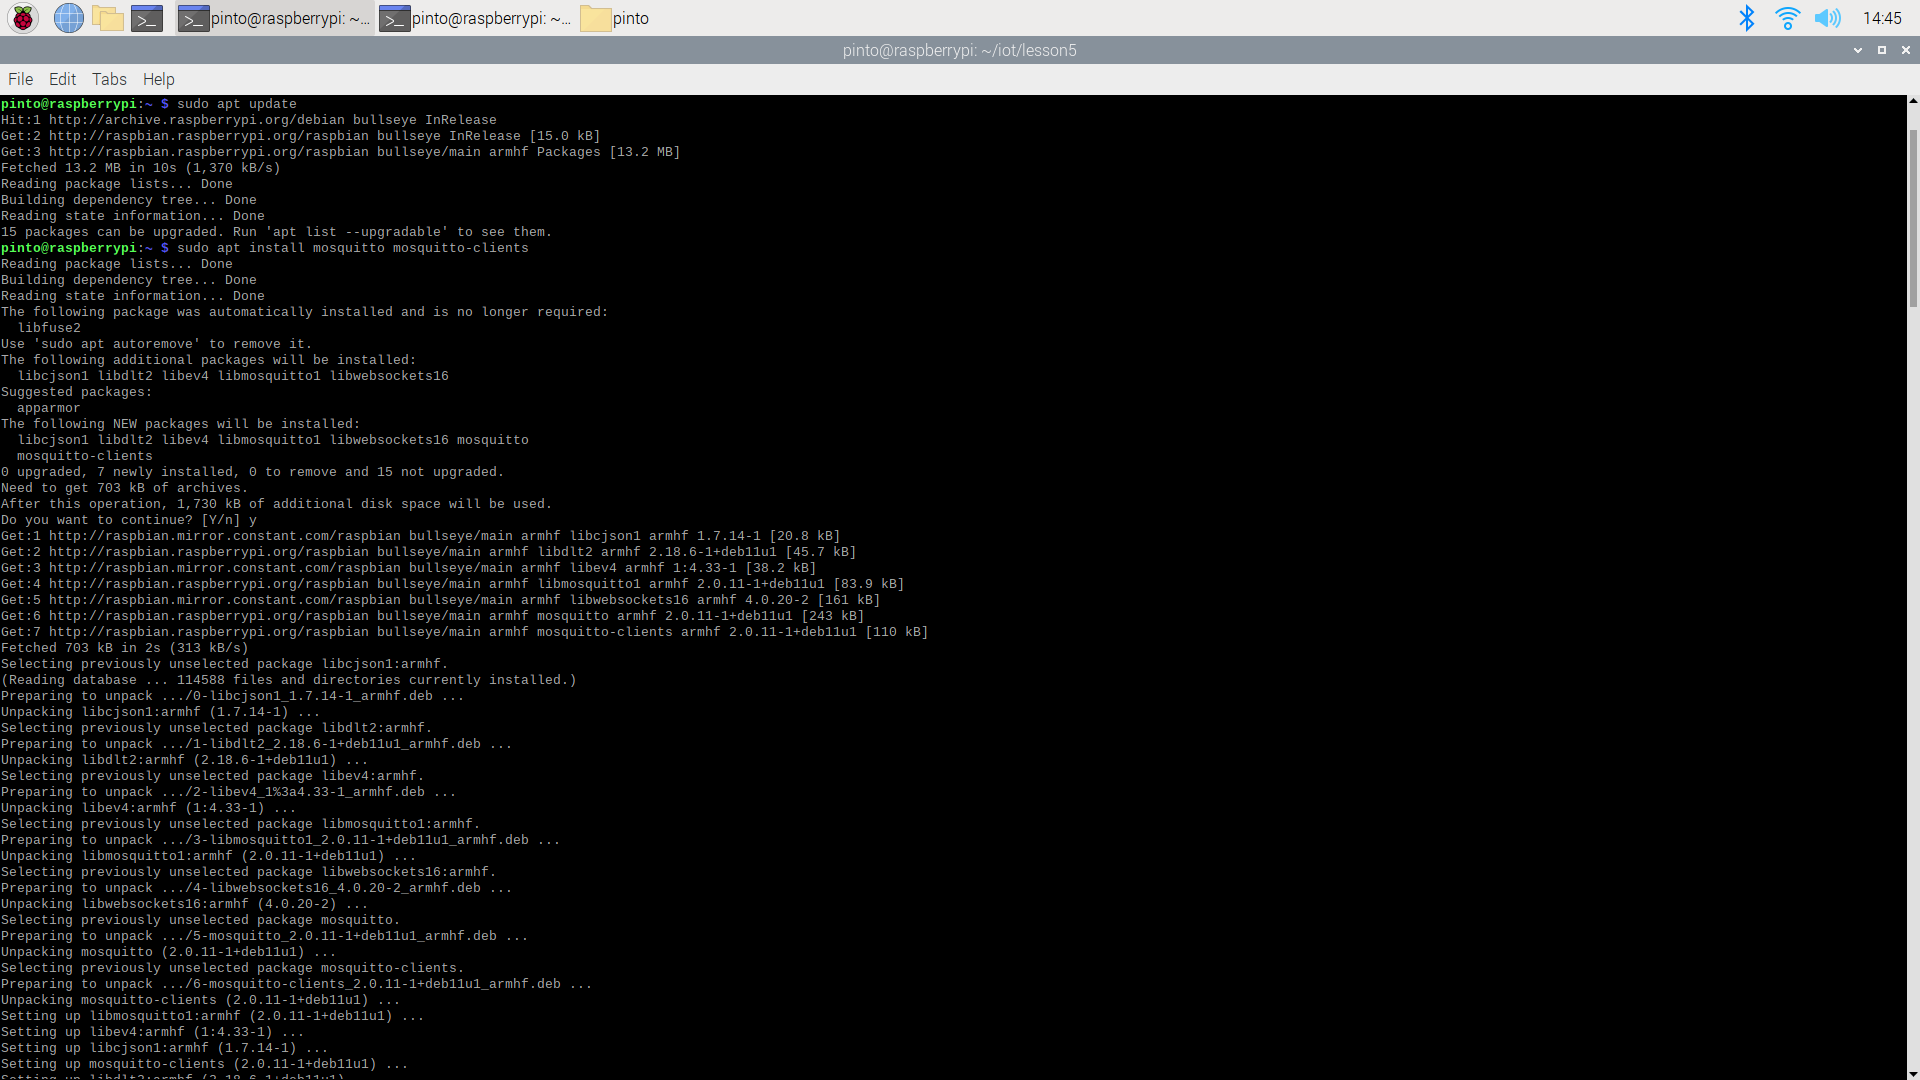 pinto@raspberrypi: ~... pinto@raspberrypi: ~... pinto 14:45
pinto@raspberrypi: ~/iot/lesson5
File Edit Tabs Help
pinto@raspberrypi:~ $ sudo apt update
Hit:1 http://archive.raspberrypi.org/debian bullseye InRelease
Get:2 http://raspbian.raspberrypi.org/raspbian bullseye InRelease [15.0 kB]
Get:3 http://raspbian.raspberrypi.org/raspbian bullseye/main armhf Packages [13.2 MB]
Fetched 13.2 MB in 10s (1,370 kB/s)
Reading package lists... Done
Building dependency tree... Done
Reading state information... Done
15 packages can be upgraded. Run 'apt list --upgradable' to see them.
pinto@raspberrypi:~ $ sudo apt install mosquitto mosquitto-clients
Reading package lists... Done
Building dependency tree... Done
Reading state information... Done
The following package was automatically installed and is no longer required:
  libfuse2
Use 'sudo apt autoremove' to remove it.
The following additional packages will be installed:
  libcjson1 libdlt2 libev4 libmosquitto1 libwebsockets16
Suggested packages:
  apparmor
The following NEW packages will be installed:
  libcjson1 libdlt2 libev4 libmosquitto1 libwebsockets16 mosquitto
  mosquitto-clients
0 upgraded, 7 newly installed, 0 to remove and 15 not upgraded.
Need to get 703 kB of archives.
After this operation, 1,730 kB of additional disk space will be used.
Do you want to continue? [Y/n] y
Get:1 http://raspbian.mirror.constant.com/raspbian bullseye/main armhf libcjson1 armhf 1.7.14-1 [20.8 kB]
Get:2 http://raspbian.raspberrypi.org/raspbian bullseye/main armhf libdlt2 armhf 2.18.6-1+deb11u1 [45.7 kB]
Get:3 http://raspbian.mirror.constant.com/raspbian bullseye/main armhf libev4 armhf 1:4.33-1 [38.2 kB]
Get:4 http://raspbian.raspberrypi.org/raspbian bullseye/main armhf libmosquitto1 armhf 2.0.11-1+deb11u1 [83.9 kB]
Get:5 http://raspbian.mirror.constant.com/raspbian bullseye/main armhf libwebsockets16 armhf 4.0.20-2 [161 kB]
Get:6 http://raspbian.raspberrypi.org/raspbian bullseye/main armhf mosquitto armhf 2.0.11-1+deb11u1 [243 kB]
Get:7 http://raspbian.raspberrypi.org/raspbian bullseye/main armhf mosquitto-clients armhf 2.0.11-1+deb11u1 [110 kB]
Fetched 703 kB in 2s (313 kB/s)
Selecting previously unselected package libcjson1:armhf.
(Reading database ... 114588 files and directories currently installed.)
Preparing to unpack .../0-libcjson1_1.7.14-1_armhf.deb ...
Unpacking libcjson1:armhf (1.7.14-1) ...
Selecting previously unselected package libdlt2:armhf.
Preparing to unpack .../1-libdlt2_2.18.6-1+deb11u1_armhf.deb ...
Unpacking libdlt2:armhf (2.18.6-1+deb11u1) ...
Selecting previously unselected package libev4:armhf.
Preparing to unpack .../2-libev4_1%3a4.33-1_armhf.deb ...
Unpacking libev4:armhf (1:4.33-1) ...
Selecting previously unselected package libmosquitto1:armhf.
Preparing to unpack .../3-libmosquitto1_2.0.11-1+deb11u1_armhf.deb ...
Unpacking libmosquitto1:armhf (2.0.11-1+deb11u1) ...
Selecting previously unselected package libwebsockets16:armhf.
Preparing to unpack .../4-libwebsockets16_4.0.20-2_armhf.deb ...
Unpacking libwebsockets16:armhf (4.0.20-2) ...
Selecting previously unselected package mosquitto.
Preparing to unpack .../5-mosquitto_2.0.11-1+deb11u1_armhf.deb ...
Unpacking mosquitto (2.0.11-1+deb11u1) ...
Selecting previously unselected package mosquitto-clients.
Preparing to unpack .../6-mosquitto-clients_2.0.11-1+deb11u1_armhf.deb ...
Unpacking mosquitto-clients (2.0.11-1+deb11u1) ...
Setting up libmosquitto1:armhf (2.0.11-1+deb11u1) ...
Setting up libev4:armhf (1:4.33-1) ...
Setting up libcjson1:armhf (1.7.14-1) ...
Setting up mosquitto-clients (2.0.11-1+deb11u1) ...
Setting up libdlt2:armhf (2.18.6-1+deb11u1) ...